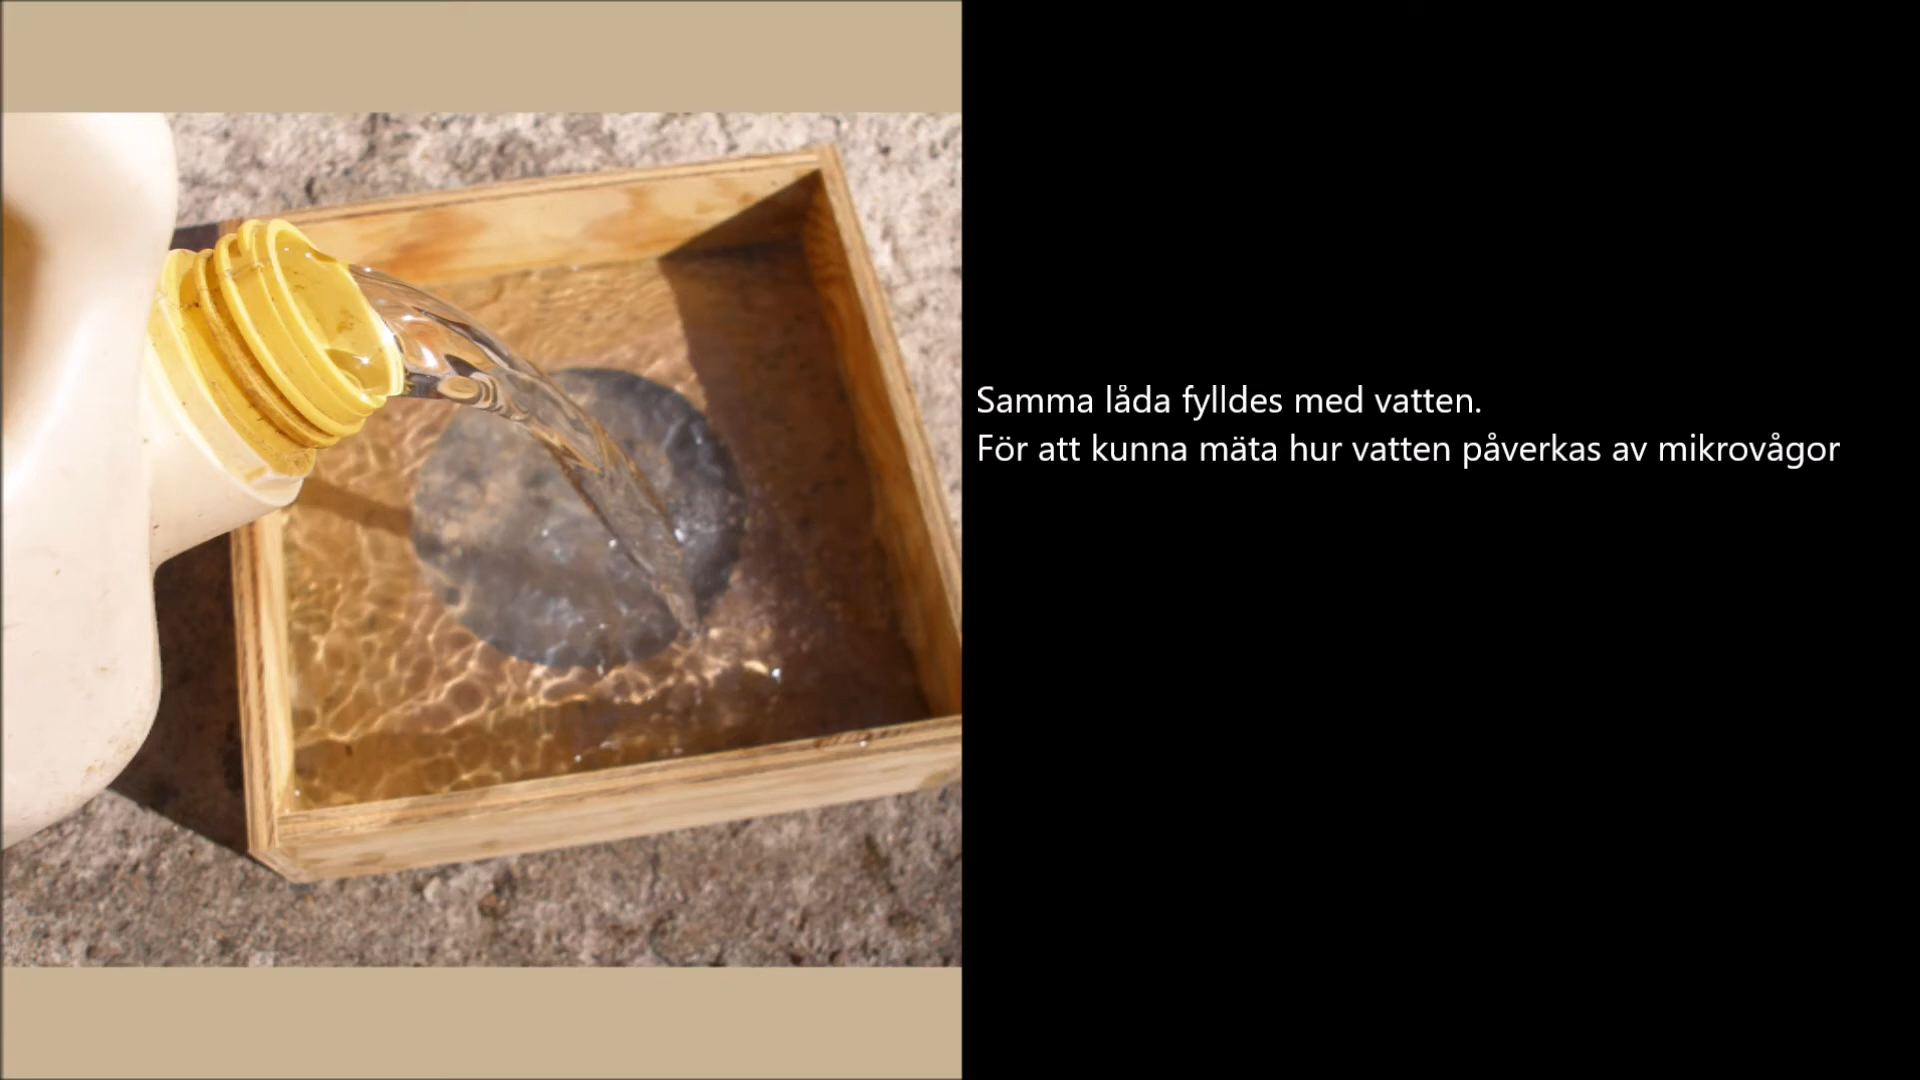 Samma låda fylldes med vatten.
För att kunna mäta hur vatten påverkas av mikrovågor